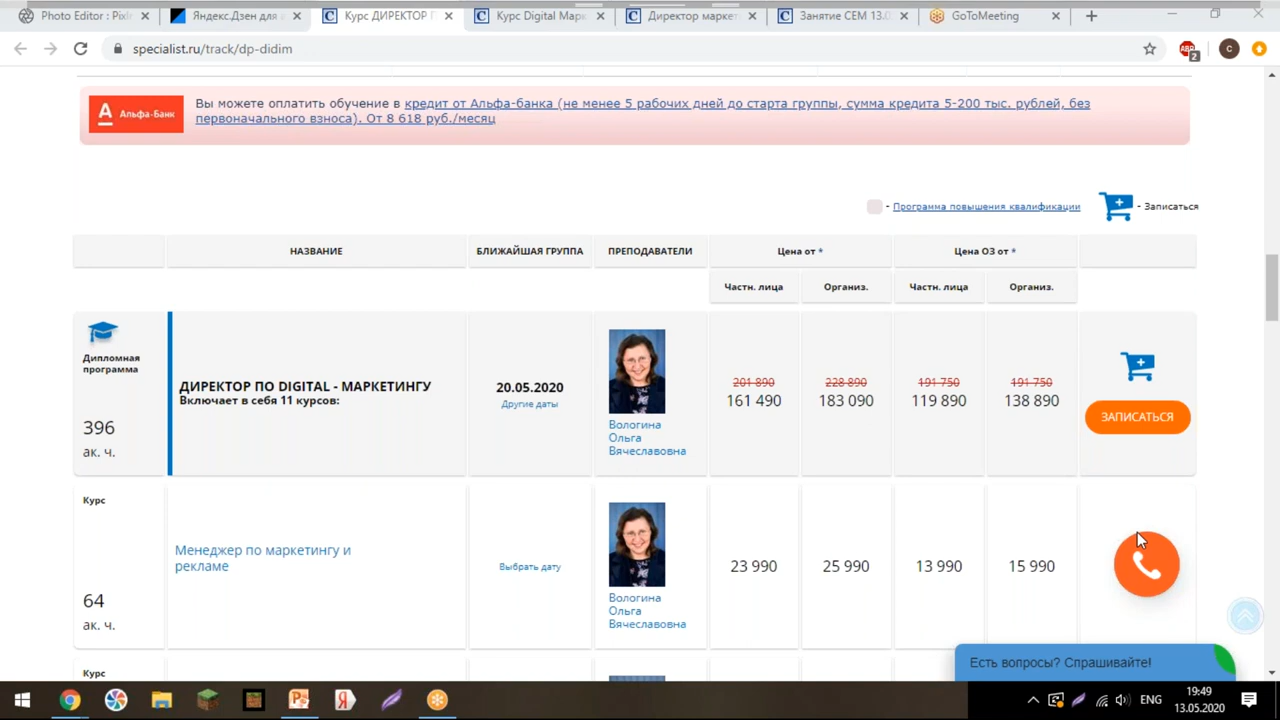 Photo Editor : Pixl
Яндекс.Дзен для в
Курс ДИРЕКТОР П
Курс Digital Марк
Директор маркет
Занятие СЕМ 13.0
GoToMeeting
specialist.ru/track/dp-didim
ABP
2
C
А
Альфа·Банк
Вы можете оплатить обучение в кредит от Альфа-банка (не менее 5 рабочих дней до старта группы, сумма кредита 5-200 тыс. рублей, без
первоначального взноса). От 8 618 руб./месяц
- Программа повышения квалификации
- Записаться
НАЗВАНИЕ
БЛИЖАЙШАЯ ГРУППА
ПРЕПОДАВАТЕЛИ
Цена от *
Цена ОЗ от *
Частн. лица
Организ.
Частн. лица
Организ.
Дипломная
программа
396
ак. ч.
ДИРЕКТОР ПО DIGITAL - МАРКЕТИНГУ
Включает в себя 11 курсов:
20.05.2020
Другие даты
Вологина
Ольга
Вячеславовна
201 890
161 490
228 890
183 090
191 750
119 890
191 750
138 890
ЗАПИСАТЬСЯ
Курс
64
ак. ч.
Менеджер по маркетингу и
рекламе
Выбрать дату
Вологина
Ольга
Вячеславовна
23 990
25 990
13 990
15 990
Курс
Есть вопросы? Спрашивайте!
ENG
19:49
13.05.2020